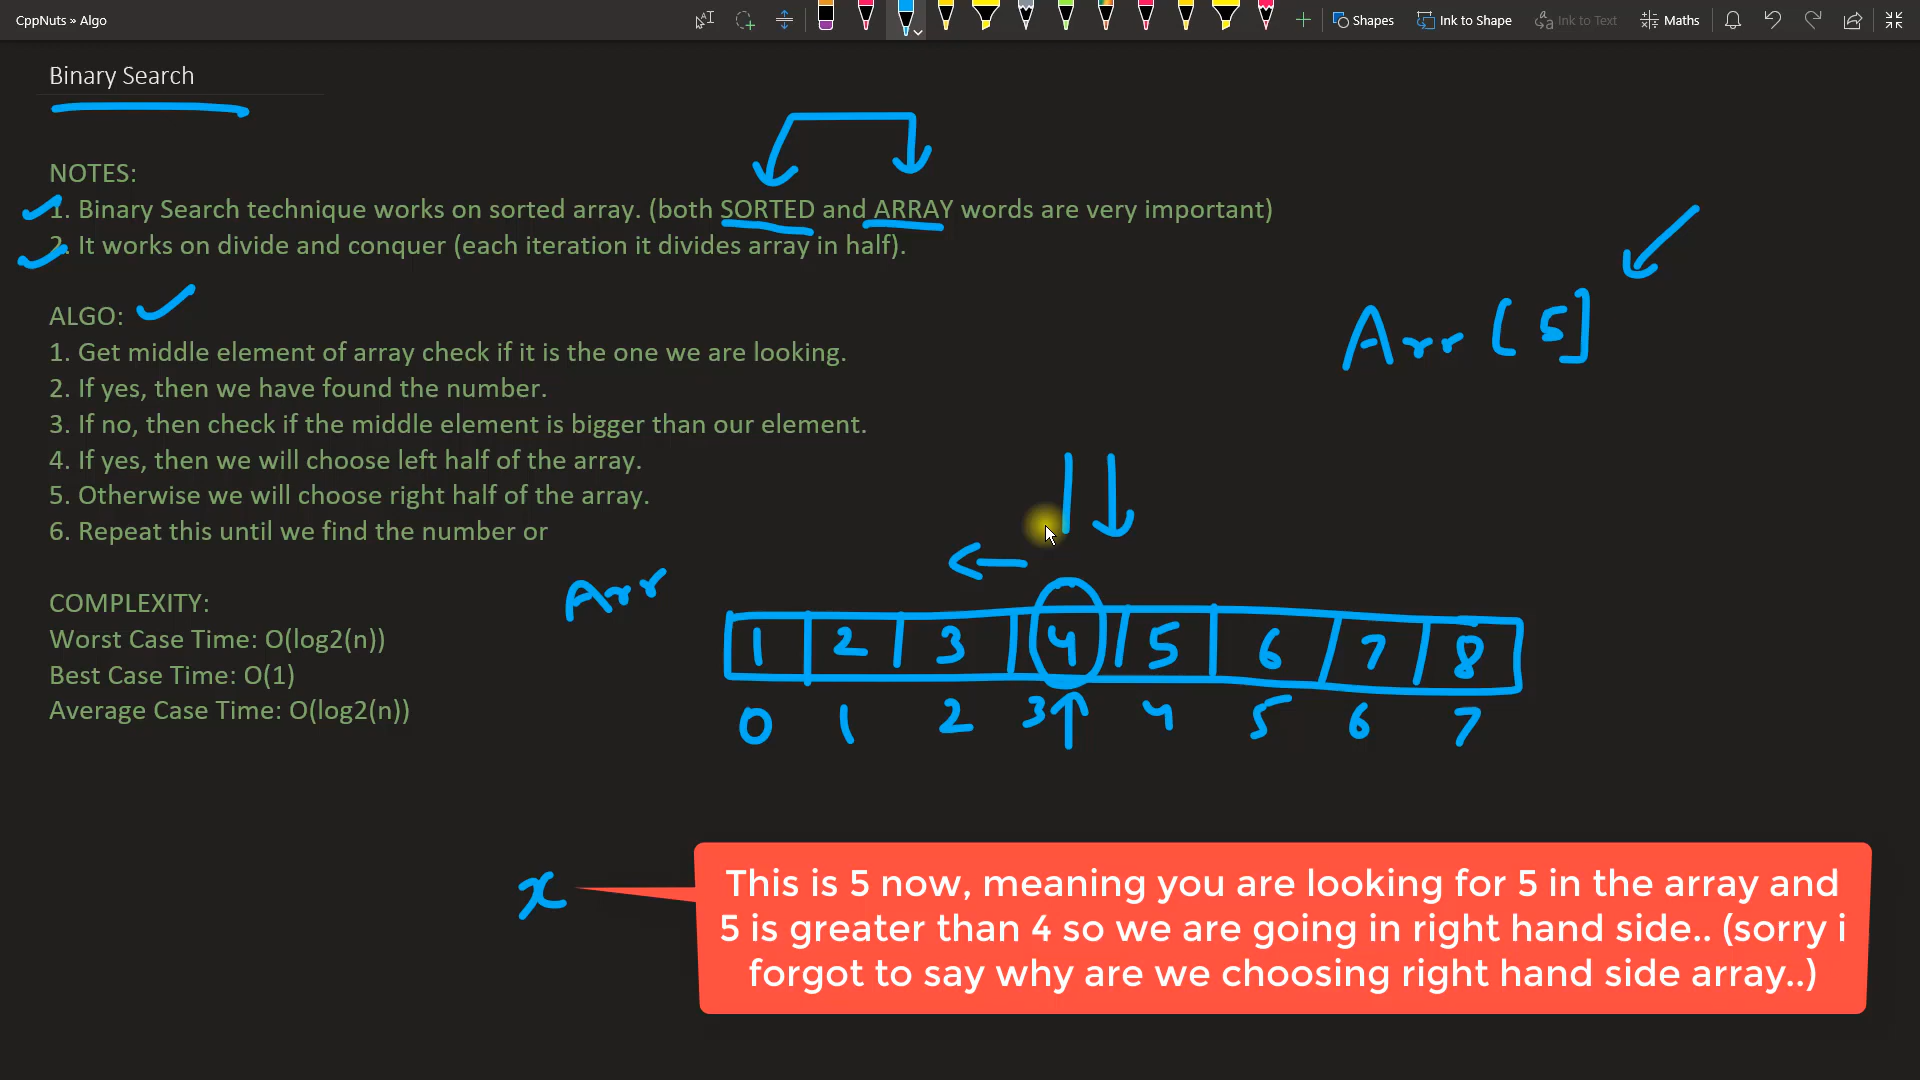 CppNuts » Algo
Shapes
Ink to Shape
Ink to Text
Maths
Binary Search
NOTES:
1. Binary Search technique works on sorted array. (both SORTED and ARRAY words are very important)
2. It works on divide and conquer (each iteration it divides array in half).
ALGO:
1. Get middle element of array check if it is the one we are looking.
2. If yes, then we have found the number.
3. If no, then check if the middle element is bigger than our element.
4. If yes, then we will choose left half of the array.
5. Otherwise we will choose right half of the array.
6. Repeat this until we find the number or
COMPLEXITY:
Worst Case Time: O(log2(n))
Best Case Time: O(1)
Average Case Time: O(log2(n))
Arr [5]
Arr
1 2 3 4 5 6 7 8
0 1 2 3 4 5 6 7
x
This is 5 now, meaning you are looking for 5 in the array and
5 is greater than 4 so we are going in right hand side.. (sorry i
forgot to say why are we choosing right hand side array..)